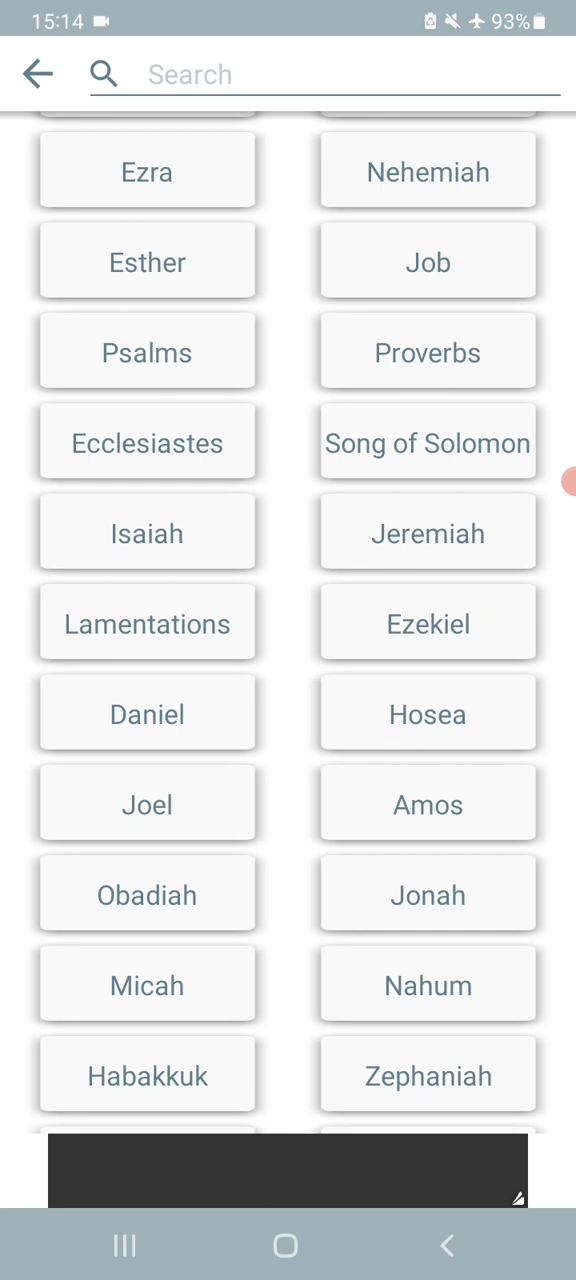 15:14 93%
Search
Ezra Nehemiah
Esther Job
Psalms Proverbs
Ecclesiastes Song of Solomon
Isaiah Jeremiah
Lamentations Ezekiel
Daniel Hosea
Joel Amos
Obadiah Jonah
Micah Nahum
Habakkuk Zephaniah